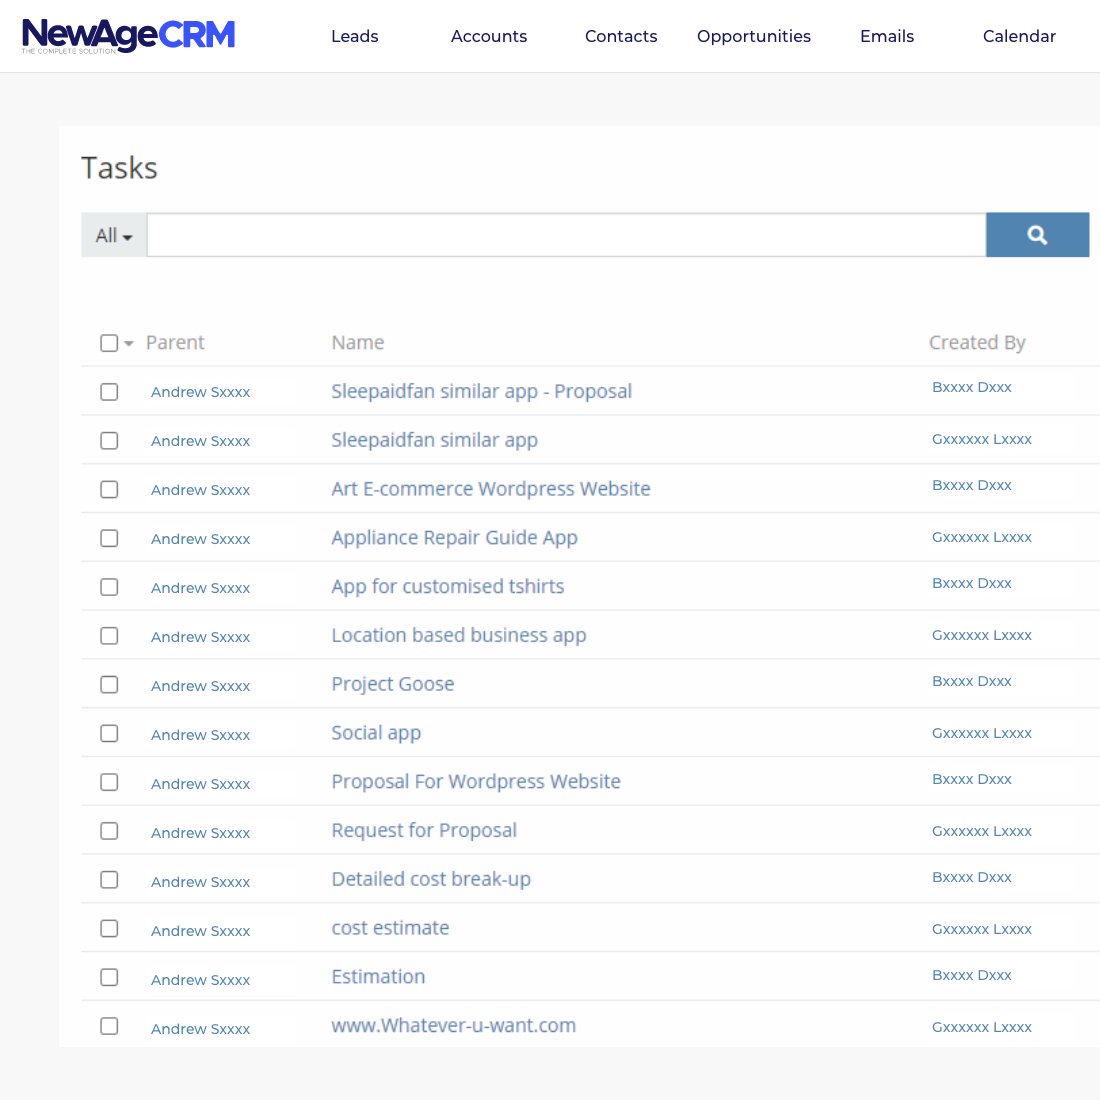 NewAgeCRM
THE COMPLETE SOLUTION
Leads Accounts Contacts Opportunities Emails Calendar
Tasks
All
Parent Name Created By
Andrew Sxxxx Sleepaidfan similar app - Proposal Bxxxx Dxxx
Andrew Sxxxx Sleepaidfan similar app Gxxxxxx Lxxxx
Andrew Sxxxx Art E-commerce Wordpress Website Bxxxx Dxxx
Andrew Sxxxx Appliance Repair Guide App Gxxxxxx Lxxxx
Andrew Sxxxx App for customised tshirts Bxxxx Dxxx
Andrew Sxxxx Location based business app Gxxxxxx Lxxxx
Andrew Sxxxx Project Goose Bxxxx Dxxx
Andrew Sxxxx Social app Gxxxxxx Lxxxx
Andrew Sxxxx Proposal For Wordpress Website Bxxxx Dxxx
Andrew Sxxxx Request for Proposal Gxxxxxx Lxxxx
Andrew Sxxxx Detailed cost break-up Bxxxx Dxxx
Andrew Sxxxx cost estimate Gxxxxxx Lxxxx
Andrew Sxxxx Estimation Bxxxx Dxxx
Andrew Sxxxx www.Whatever-u-want.com Gxxxxxx Lxxxx